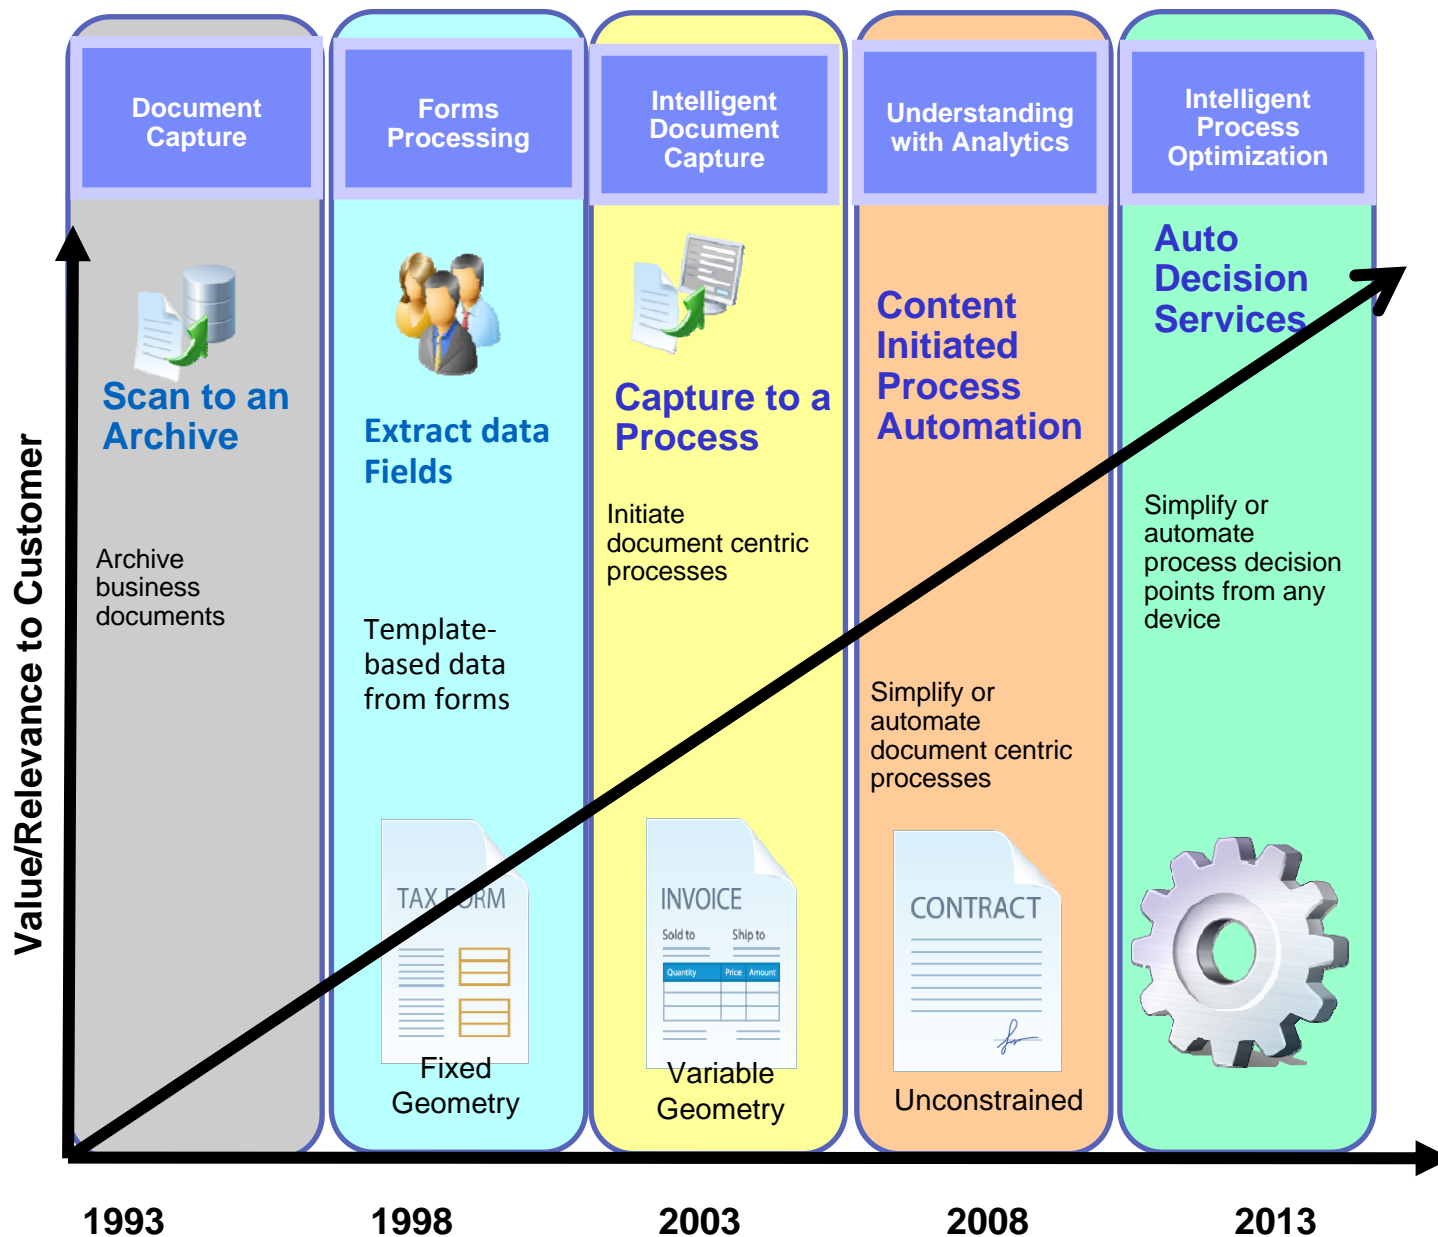 Document
Capture
Forms
Processing
Intelligent
Document
Capture
Understanding
with Analytics
Intelligent
Process
Optimization
Scan to an
Archive
Archive
business
documents
Extract data
Fields
Template-
based data
from forms
TAX FORM
Fixed
Geometry
Capture to a
Process
Initiate
document centric
processes
INVOICE
Sold to Ship to
Quantity Price Amount
Variable
Geometry
Content
Initiated
Process
Automation
Simplify or
automate
document centric
processes
CONTRACT
Unconstrained
Auto
Decision
Services
Simplify or
automate
process decision
points from any
device
Value/Relevance to Customer
1993 1998 2003 2008 2013